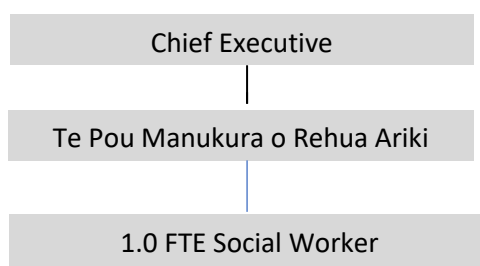 Chief Executive
Te Pou Manukura o Rehua Ariki
1.0 FTE Social Worker